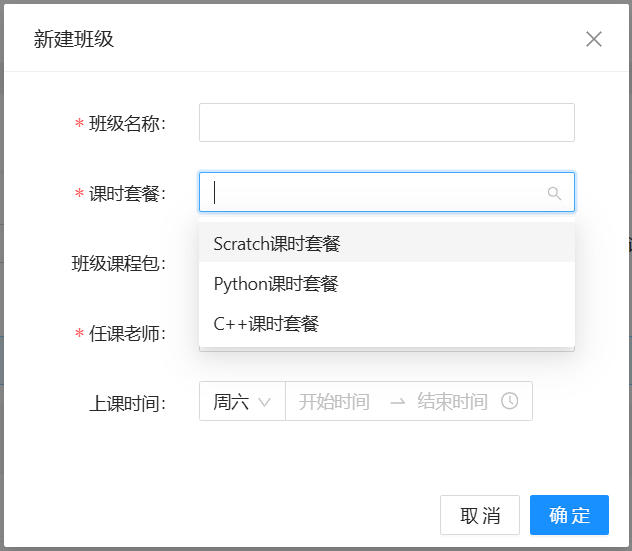 新建班级
* 班级名称：
* 课时套餐：
Scratch课时套餐
班级课程包：
Python课时套餐
C++课时套餐
* 任课老师：
上课时间： 周六 开始时间 → 结束时间
取 消 确 定